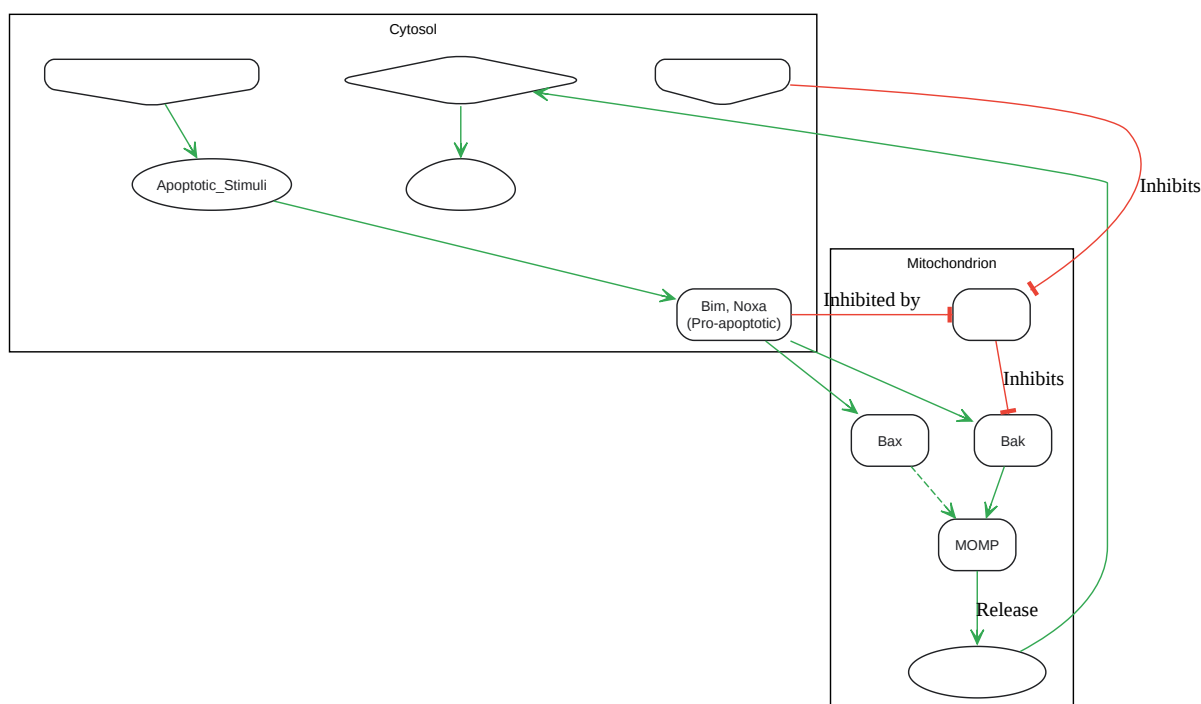 Cytosol
Apoptotic_Stimuli
Inhibits
Mitochondrion
Bim, Noxa
(Pro-apoptotic)
Inhibited by
Inhibits
Bax
Bak
MOMP
Release